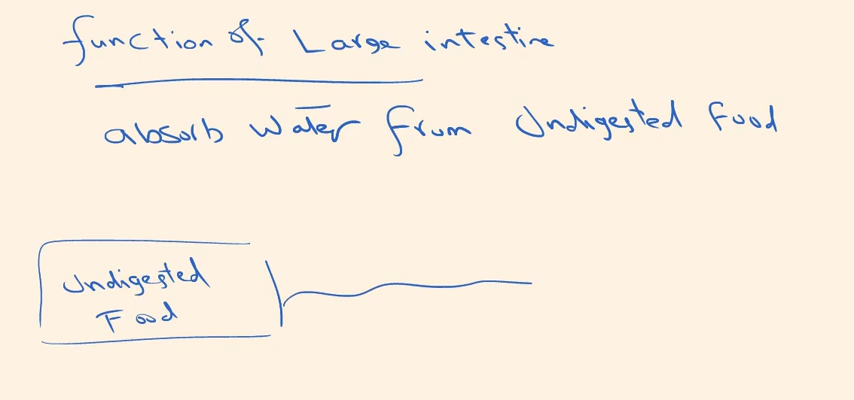 function of Large intestine
absorb water from Undigested Food
Undigested
Food